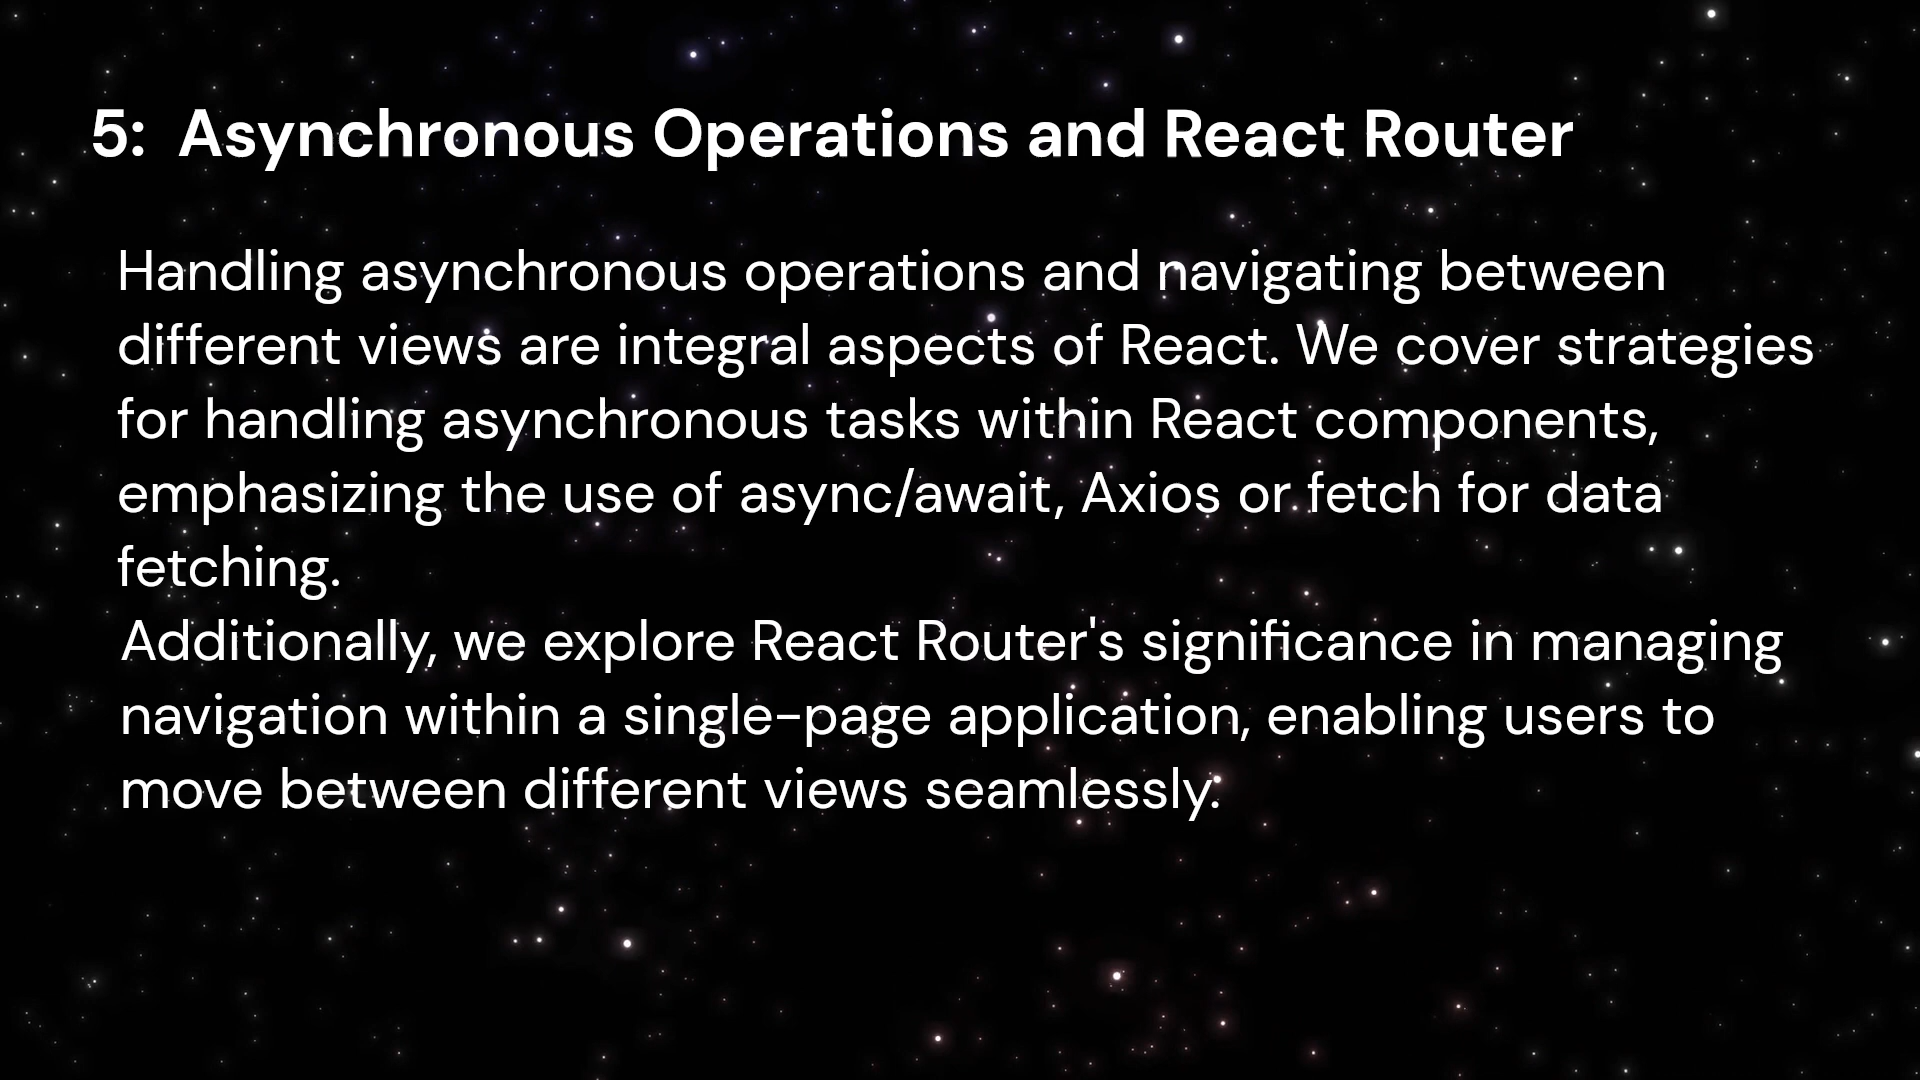 5: Asynchronous Operations and React Router
Handling asynchronous operations and navigating between
different views are integral aspects of React. We cover strategies
for handling asynchronous tasks within React components,
emphasizing the use of async/await, Axios or fetch for data
fetching.
Additionally, we explore React Router's significance in managing
navigation within a single-page application, enabling users to
move between different views seamlessly.